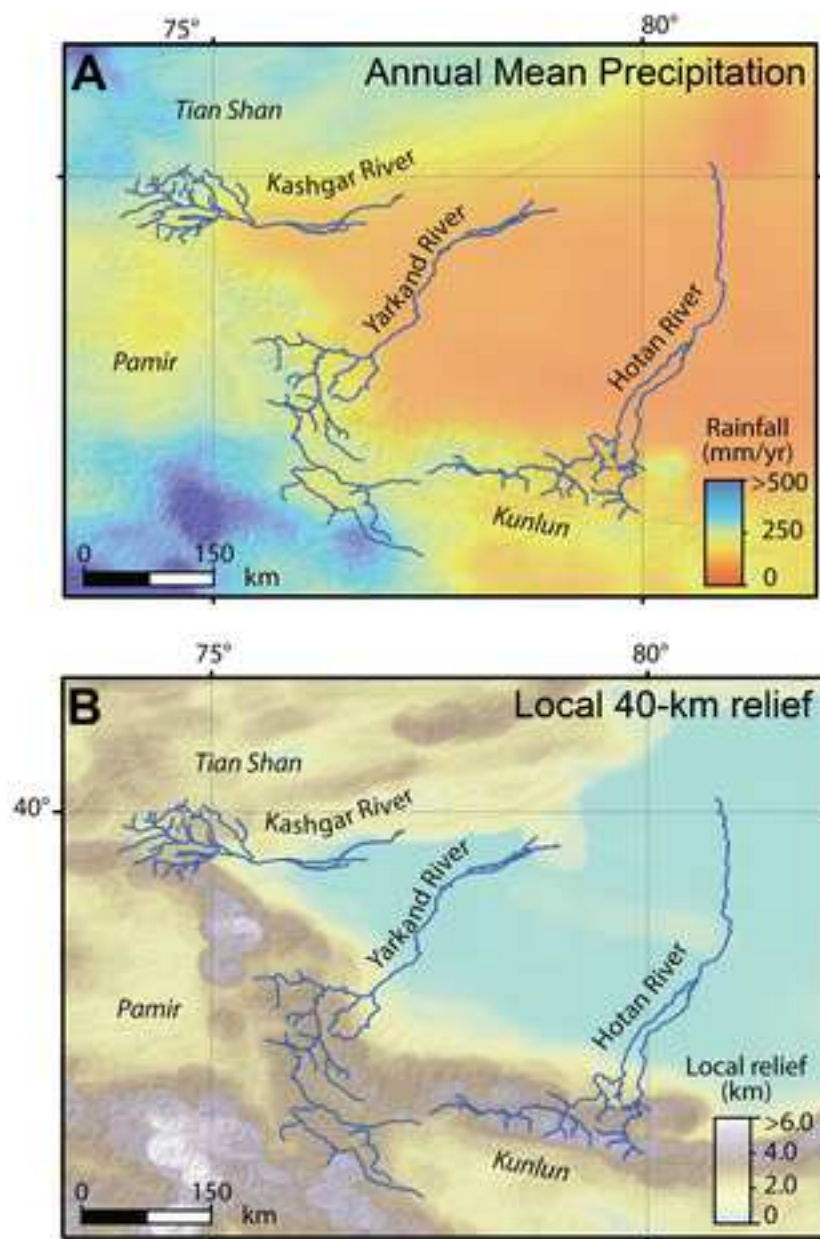 75°
80°
A
Annual Mean Precipitation
Tian Shan
Kashgar River
Yarkand River
Pamir
Hotan River
Rainfall
(mm/yr)
>500
250
0
Kunlun
0
150
km
75°
80°
B
Local 40-km relief
Tian Shan
40°
Kashgar River
Yarkand River
Pamir
Hotan River
Local relief
(km)
>6.0
4.0
2.0
0
Kunlun
0
150
km